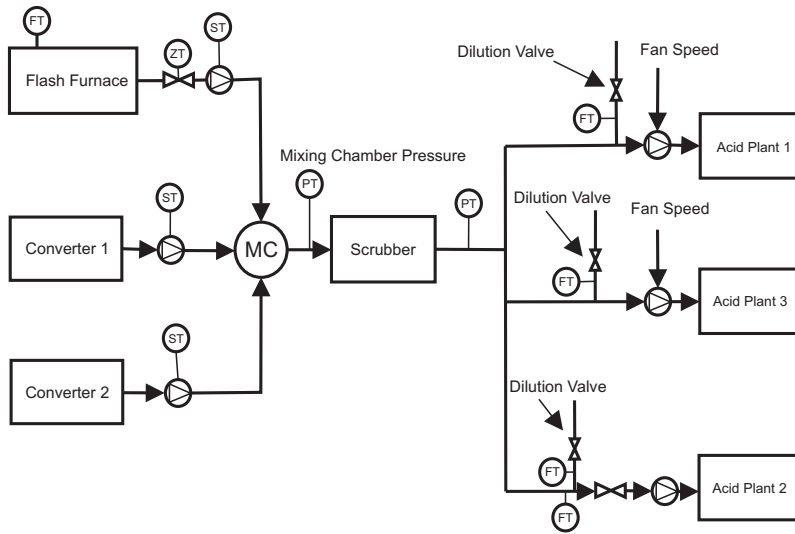 FT
ST
ZT
Flash Furnace
Dilution Valve
Fan Speed
FT
Acid Plant 1
Mixing Chamber Pressure
ST
PT
PT
Converter 1
MC
Scrubber
Dilution Valve
Fan Speed
FT
Acid Plant 3
ST
Converter 2
Dilution Valve
FT
FT
Acid Plant 2